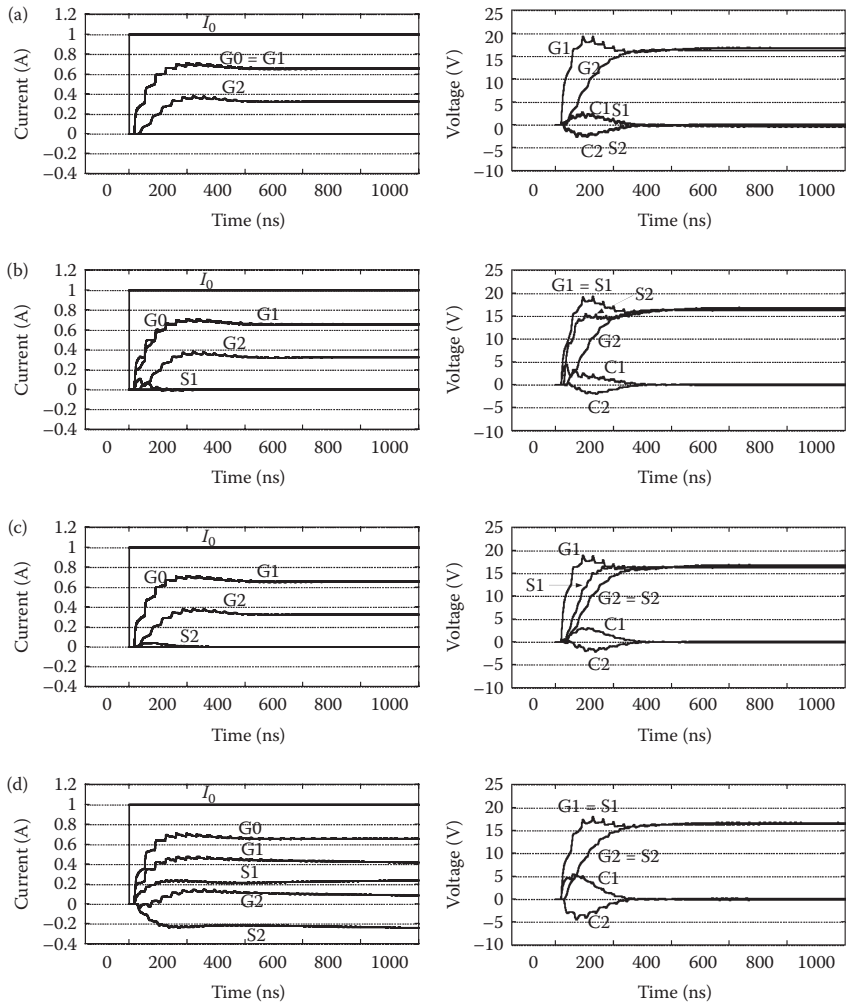 (a)
1.2
1
0.8
0.6
0.4
0.2
0
−0.2
−0.4
Current (A)
I0
G0 = G1
G2
0 200 400 600 800 1000
Time (ns)
25
20
15
10
5
0
−5
−10
Voltage (V)
G1
G2
C1 S1
C2 S2
0 200 400 600 800 1000
Time (ns)
(b)
1.2
1
0.8
0.6
0.4
0.2
0
−0.2
−0.4
Current (A)
I0
G0 G1
G2
S1
0 200 400 600 800 1000
Time (ns)
25
20
15
10
5
0
−5
−10
Voltage (V)
G1 = S1
S2
G2
C1
C2
0 200 400 600 800 1000
Time (ns)
(c)
1.2
1
0.8
0.6
0.4
0.2
0
−0.2
−0.4
Current (A)
I0
G0 G1
G2
S2
0 200 400 600 800 1000
Time (ns)
25
20
15
10
5
0
−5
−10
Voltage (V)
G1
S1
G2 = S2
C1
C2
0 200 400 600 800 1000
Time (ns)
(d)
1.2
1
0.8
0.6
0.4
0.2
0
−0.2
−0.4
Current (A)
I0
G0
G1
S1
G2
S2
0 200 400 600 800 1000
Time (ns)
25
20
15
10
5
0
−5
−10
Voltage (V)
G1 = S1
G2 = S2
C1
C2
0 200 400 600 800 1000
Time (ns)